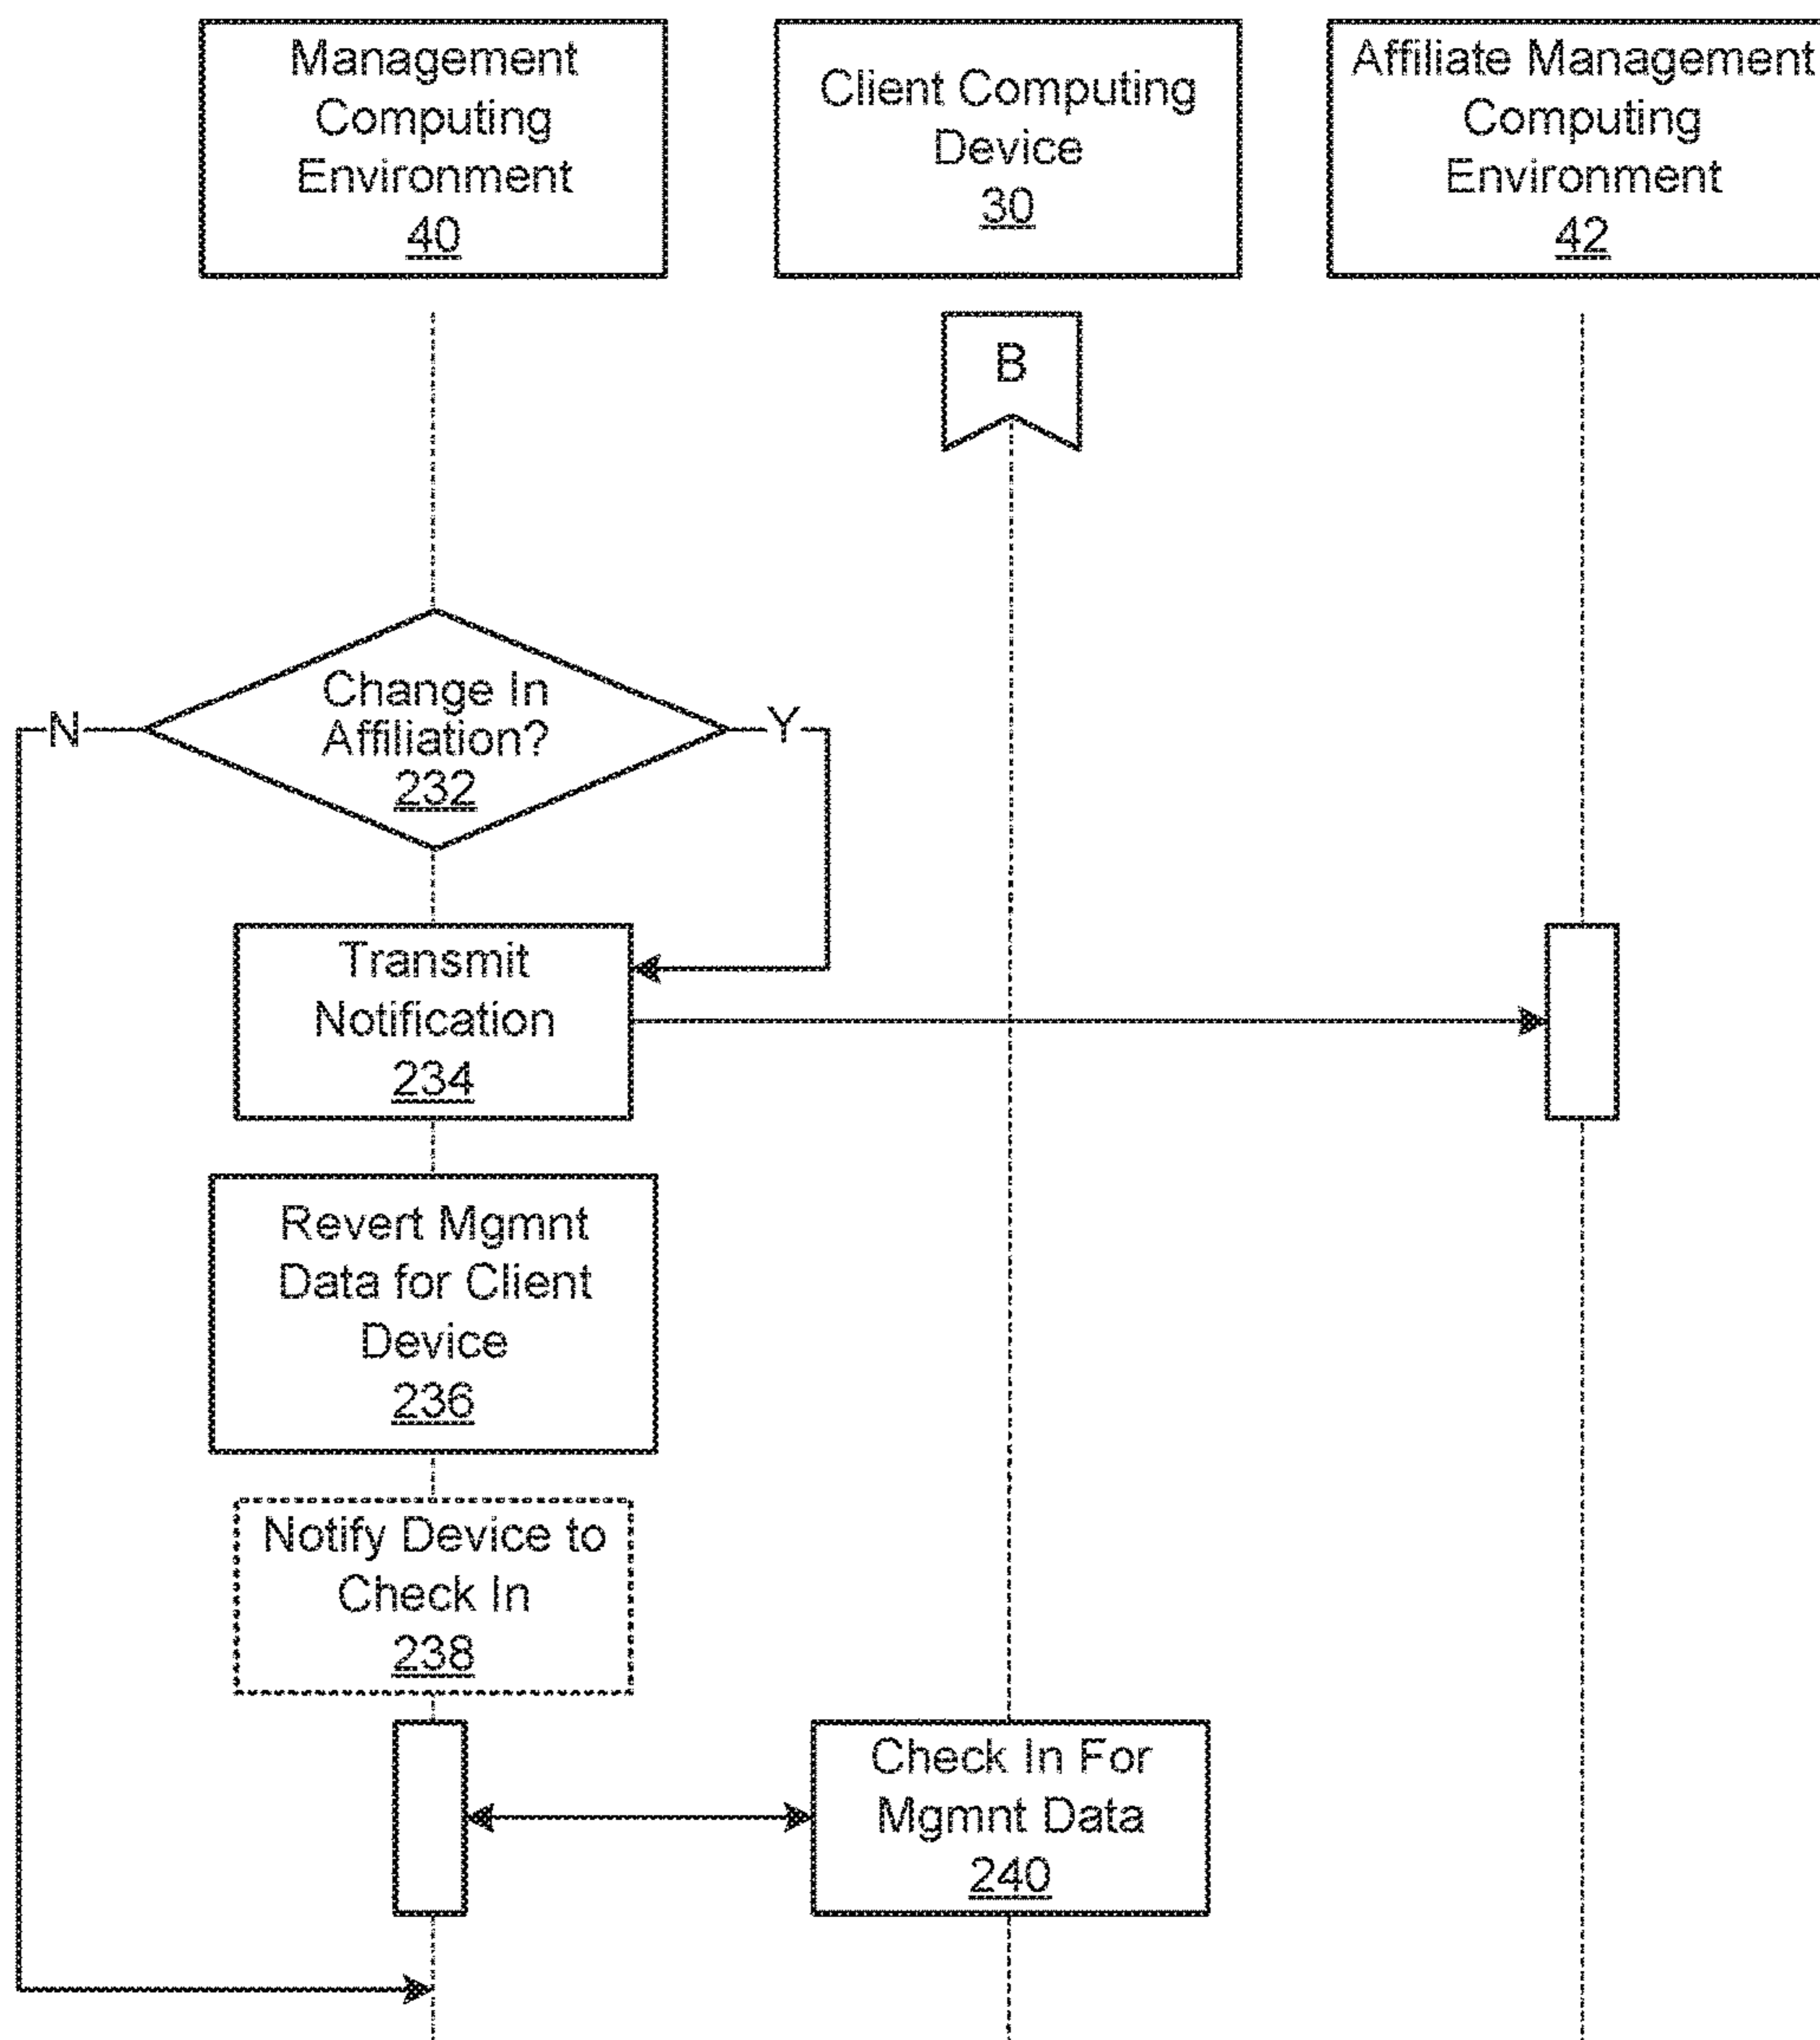 Management
Computing
Environment
40
Client Computing
Device
30
Affiliate Management
Computing
Environment
42
B
Change In
Affiliation?
232
N
Y
Transmit
Notification
234
Revert Mgmnt
Data for Client
Device
236
Notify Device to
Check In
238
Check In For
Mgmnt Data
240